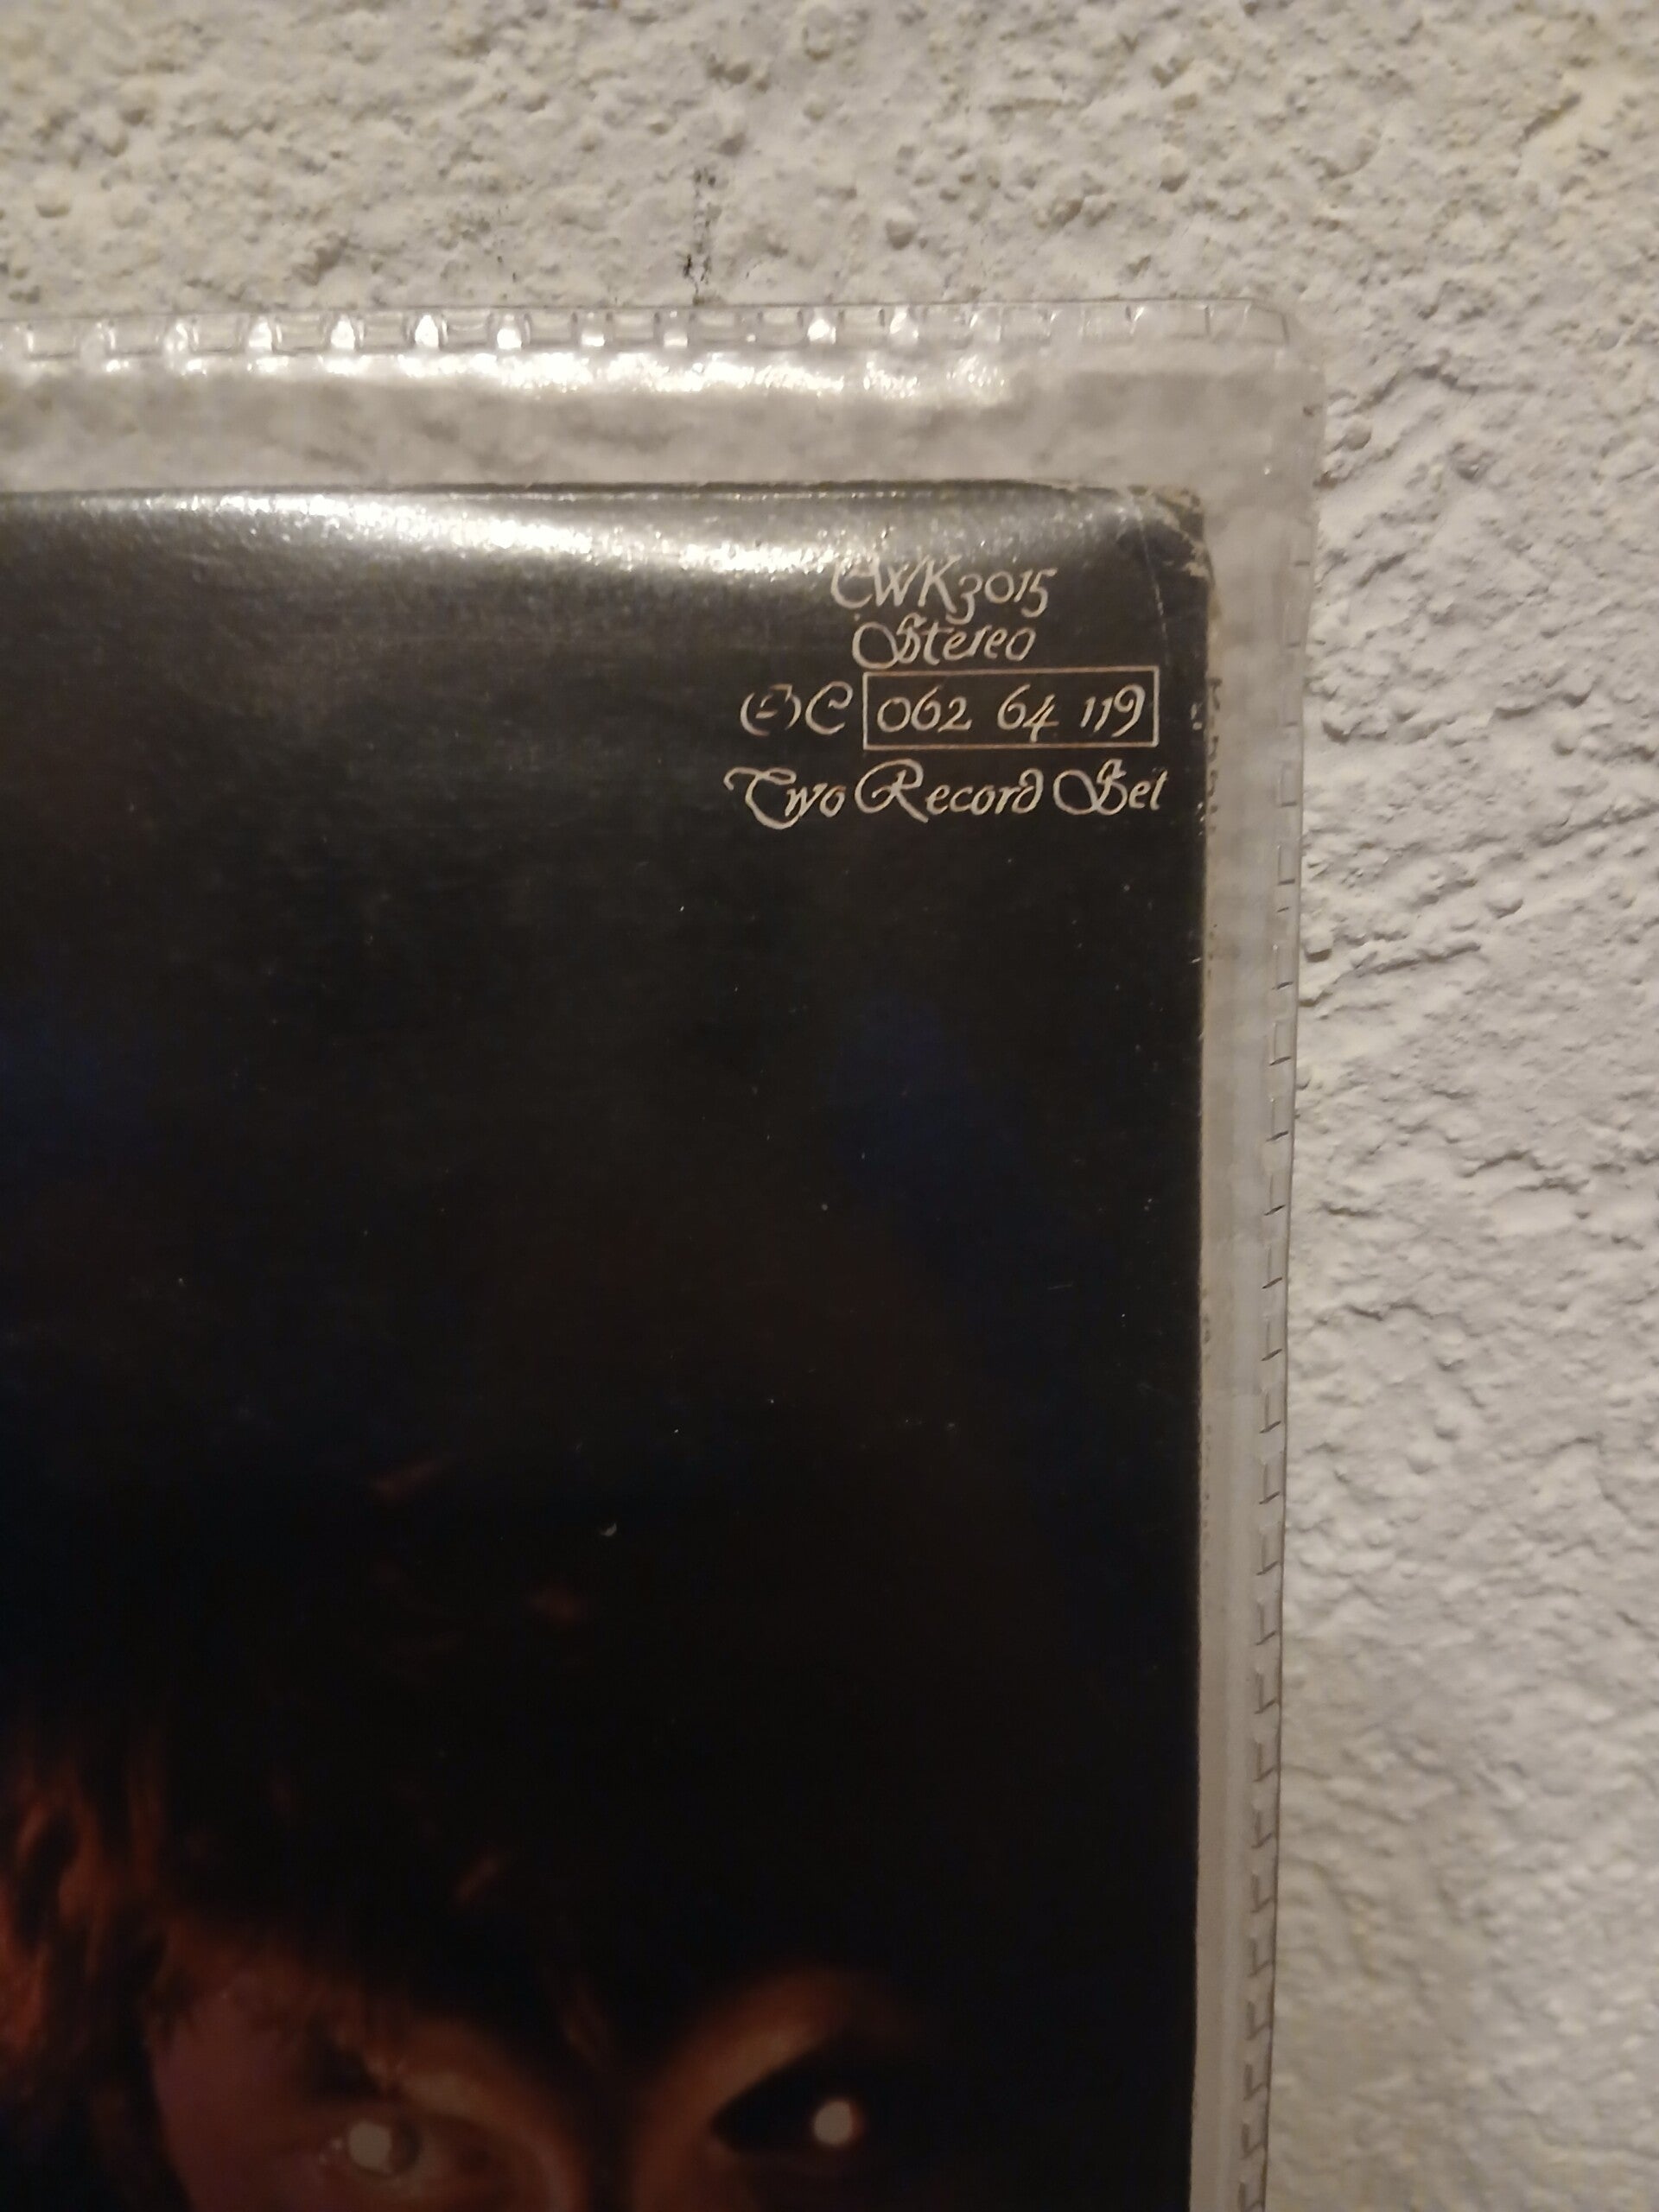 CWK3015
Stereo
(E)C 062 64 119
Two Record Set